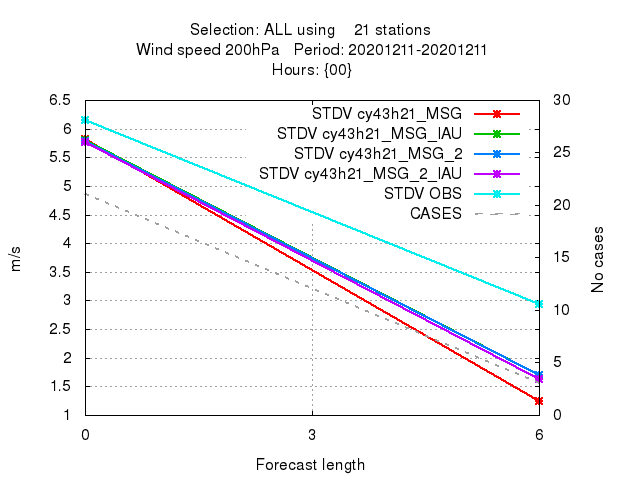 Selection: ALL using 21 stations
Wind speed 200hPa Period: 20201211-20201211
Hours: {00}
STDV cy43h21_MSG
STDV cy43h21_MSG_IAU
STDV cy43h21_MSG_2
STDV cy43h21_MSG_2_IAU
STDV OBS
CASES
6.5
6
5.5
5
4.5
4
3.5
3
2.5
2
1.5
1
m/s
30
25
20
15
10
5
0
No cases
0 3 6
Forecast length